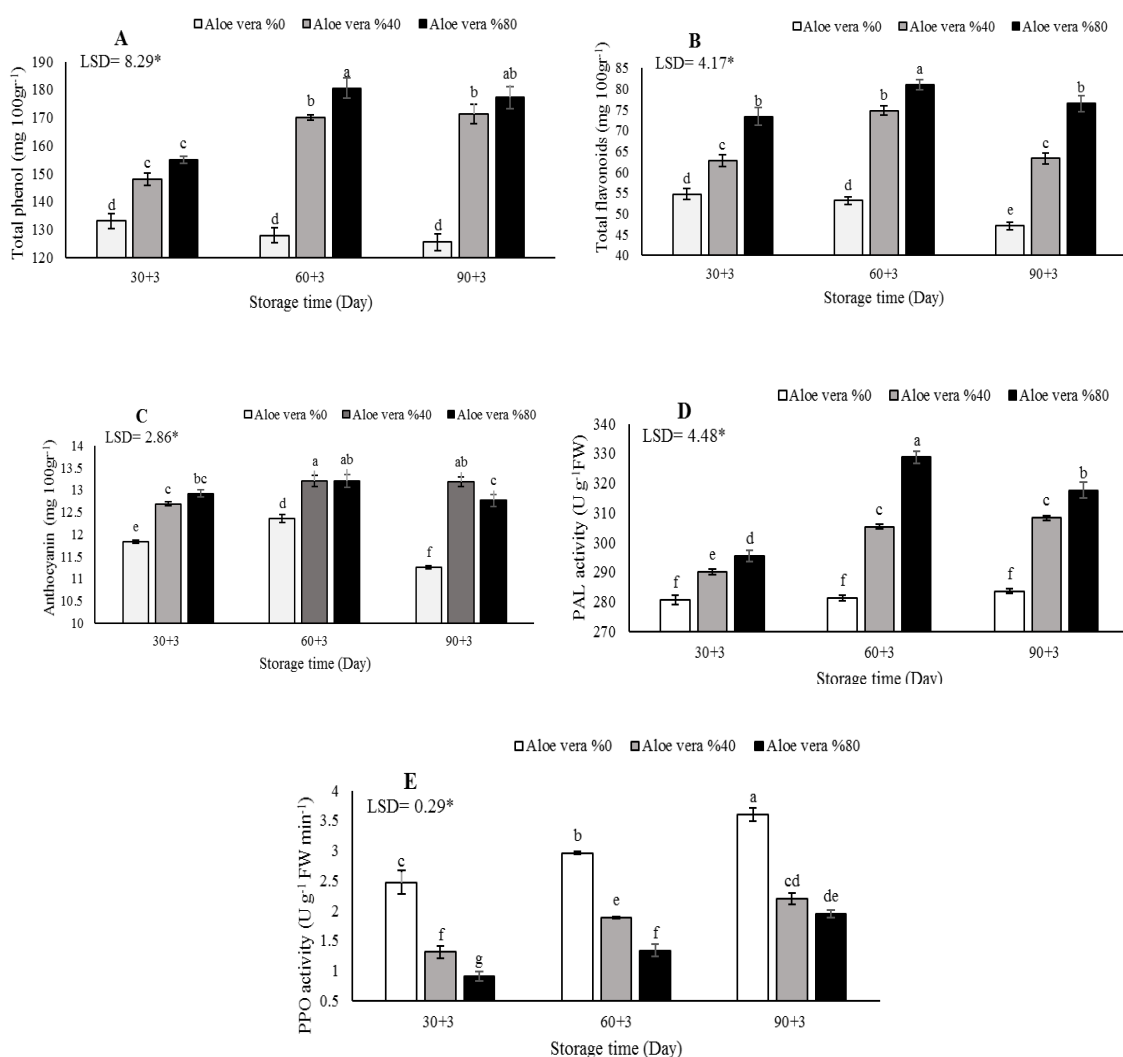 Aloe vera %0 Aloe vera %40 Aloe vera %80
A
LSD= 8.29*
Total phenol (mg 100gr⁻¹)
190
180
170
160
150
140
130
120
d c c
d b a
d b ab
30+3 60+3 90+3
Storage time (Day)
Aloe vera %0 Aloe vera %40 Aloe vera %80
B
LSD= 4.17*
Total flavonoids (mg 100gr⁻¹)
85
80
75
70
65
60
55
50
45
40
d c b
d b a
e c b
30+3 60+3 90+3
Storage time (Day)
Aloe vera %0 Aloe vera %40 Aloe vera %80
C
LSD= 2.86*
Anthocyanin (mg 100gr⁻¹)
14
13.5
13
12.5
12
11.5
11
10.5
10
e c bc
d a ab
f ab c
30+3 60+3 90+3
Storage time (Day)
Aloe vera %0 Aloe vera %40 Aloe vera %80
D
LSD= 4.48*
PAL activity (U g⁻¹FW)
330
320
310
300
290
280
270
f e d
f c a
f c b
30+3 60+3 90+3
Storage time (Day)
Aloe vera %0 Aloe vera %40 Aloe vera %80
E
LSD= 0.29*
PPO activity (U g⁻¹ FW min⁻¹)
4
3.5
3
2.5
2
1.5
1
0.5
c f g
b e f
a cd de
30+3 60+3 90+3
Storage time (Day)